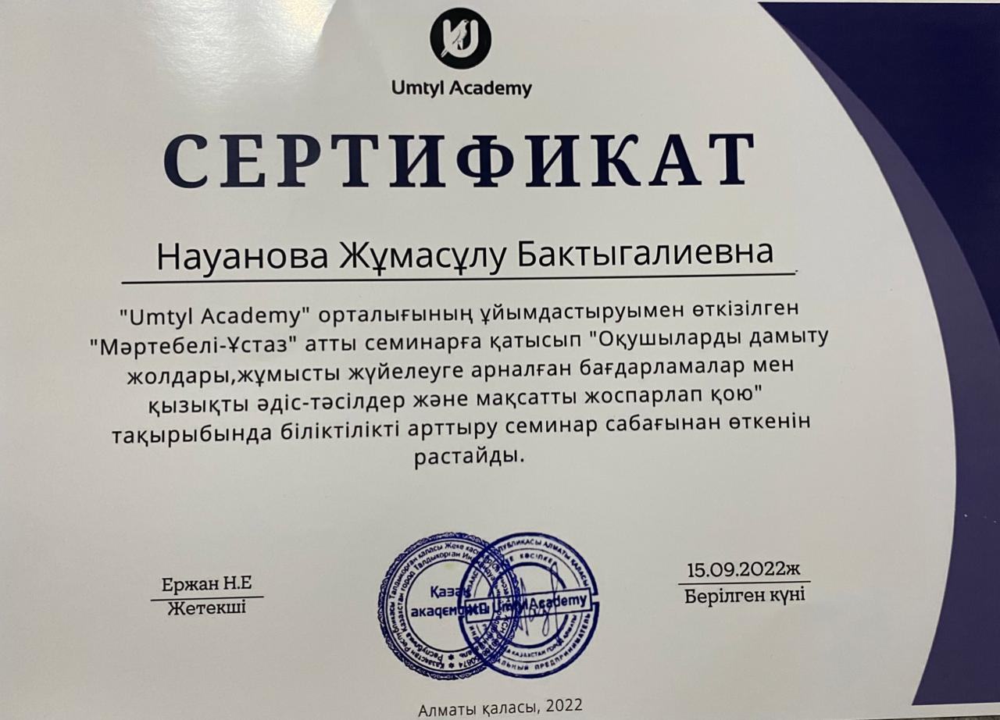 Umtyl Academy
СЕРТИФИКАТ
Науанова Жұмасұлу Бактыгалиевна
"Umtyl Academy" орталығының ұйымдастыруымен өткізілген
"Мәртебелі-Ұстаз" атты семинарға қатысып "Оқушыларды дамыту
жолдары,жұмысты жүйелеуге арналған бағдарламалар мен
қызықты әдіс-тәсілдер және мақсатты жоспарлап қою"
тақырыбында біліктілікті арттыру семинар сабағынан өткенін
растайды.
Ержан Н.Е
Жетекші
Қазақ
академиясы
Umtyl Academy
15.09.2022ж
Берілген күні
Алматы қаласы, 2022